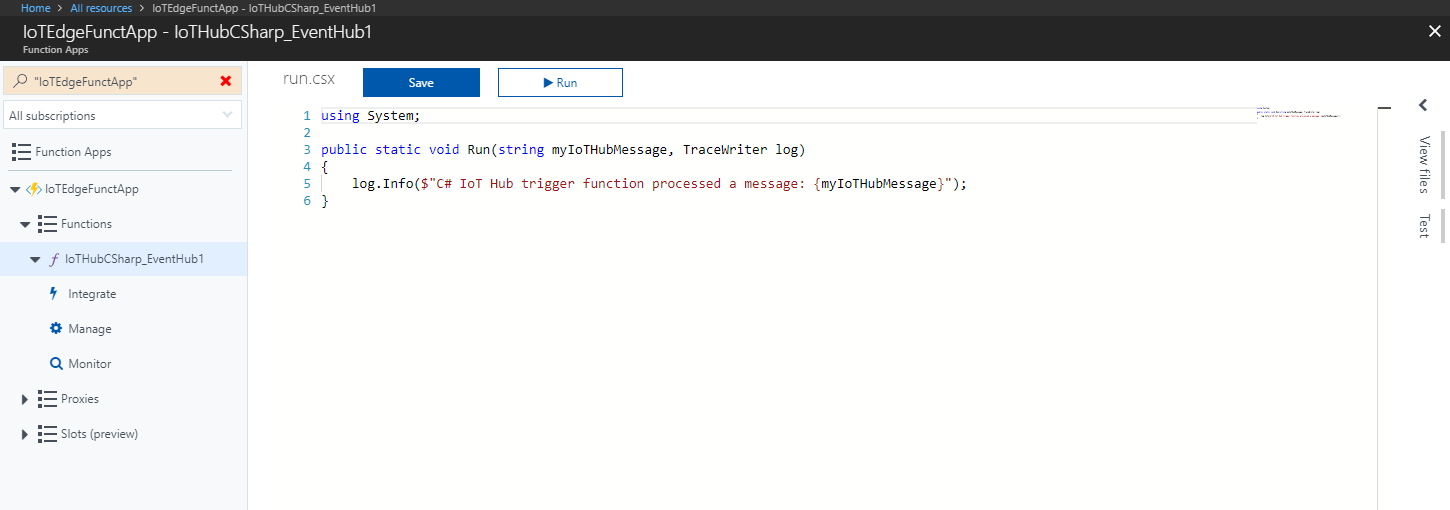 Home > All resources > IoTEdgeFunctApp - IoTHubCSharp_EventHub1
IoTEdgeFunctApp - IoTHubCSharp_EventHub1
Function Apps
"IoTEdgeFunctApp"
All subscriptions
Function Apps
IoTEdgeFunctApp
Functions
IoTHubCSharp_EventHub1
Integrate
Manage
Monitor
Proxies
Slots (preview)
run.csx
Save
Run
1 using System;
2
3 public static void Run(string myIoTHubMessage, TraceWriter log)
4 {
5 log.Info($"C# IoT Hub trigger function processed a message: {myIoTHubMessage}");
6 }
View files
Test